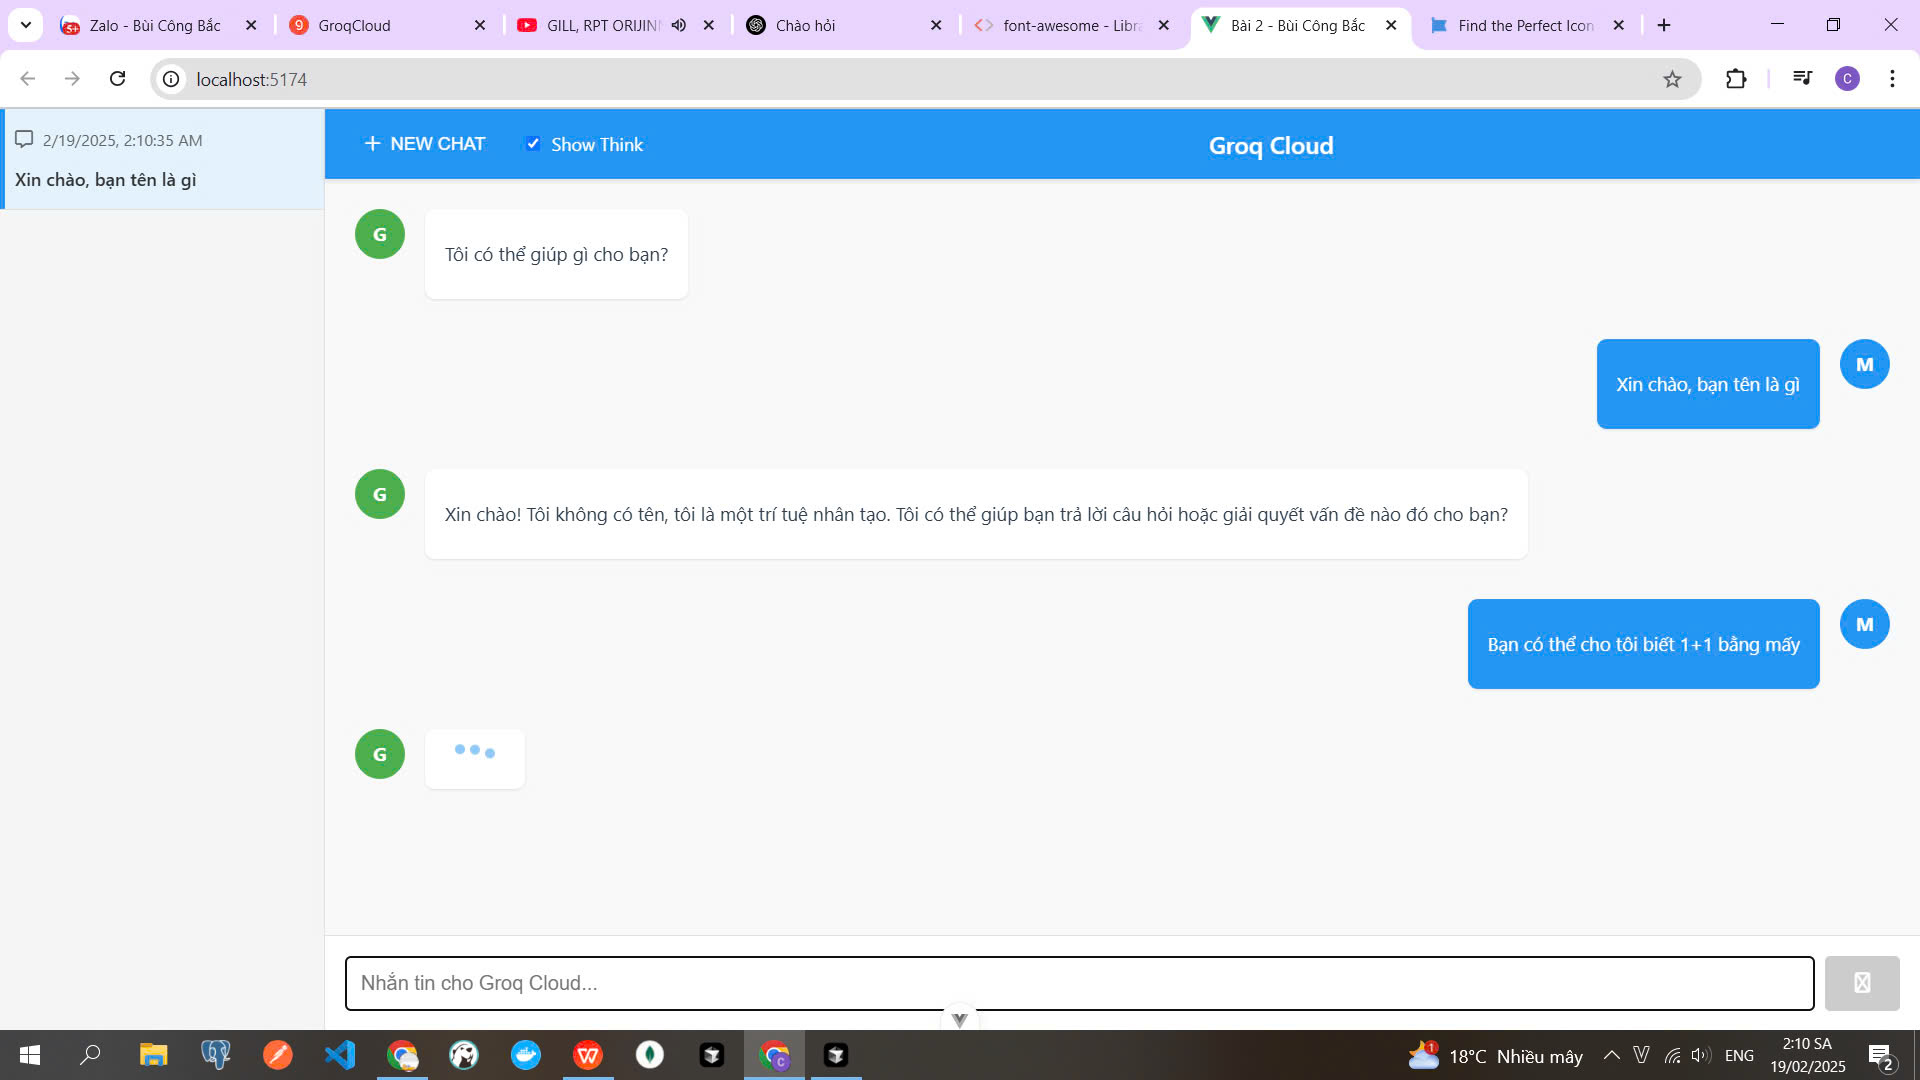 Zalo - Bùi Công Bắc
GroqCloud
GILL, RPT ORIJINN
Chào hỏi
font-awesome - Libra
Bài 2 - Bùi Công Bắc
Find the Perfect Icon
localhost:5174
C
2/19/2025, 2:10:35 AM
Xin chào, bạn tên là gì
NEW CHAT
Show Think
Groq Cloud
G
Tôi có thể giúp gì cho bạn?
Xin chào, bạn tên là gì
M
G
Xin chào! Tôi không có tên, tôi là một trí tuệ nhân tạo. Tôi có thể giúp bạn trả lời câu hỏi hoặc giải quyết vấn đề nào đó cho bạn?
Bạn có thể cho tôi biết 1+1 bằng mấy
M
G
Nhắn tin cho Groq Cloud...
1
18°C Nhiều mây
V
ENG
2:10 SA
19/02/2025
2